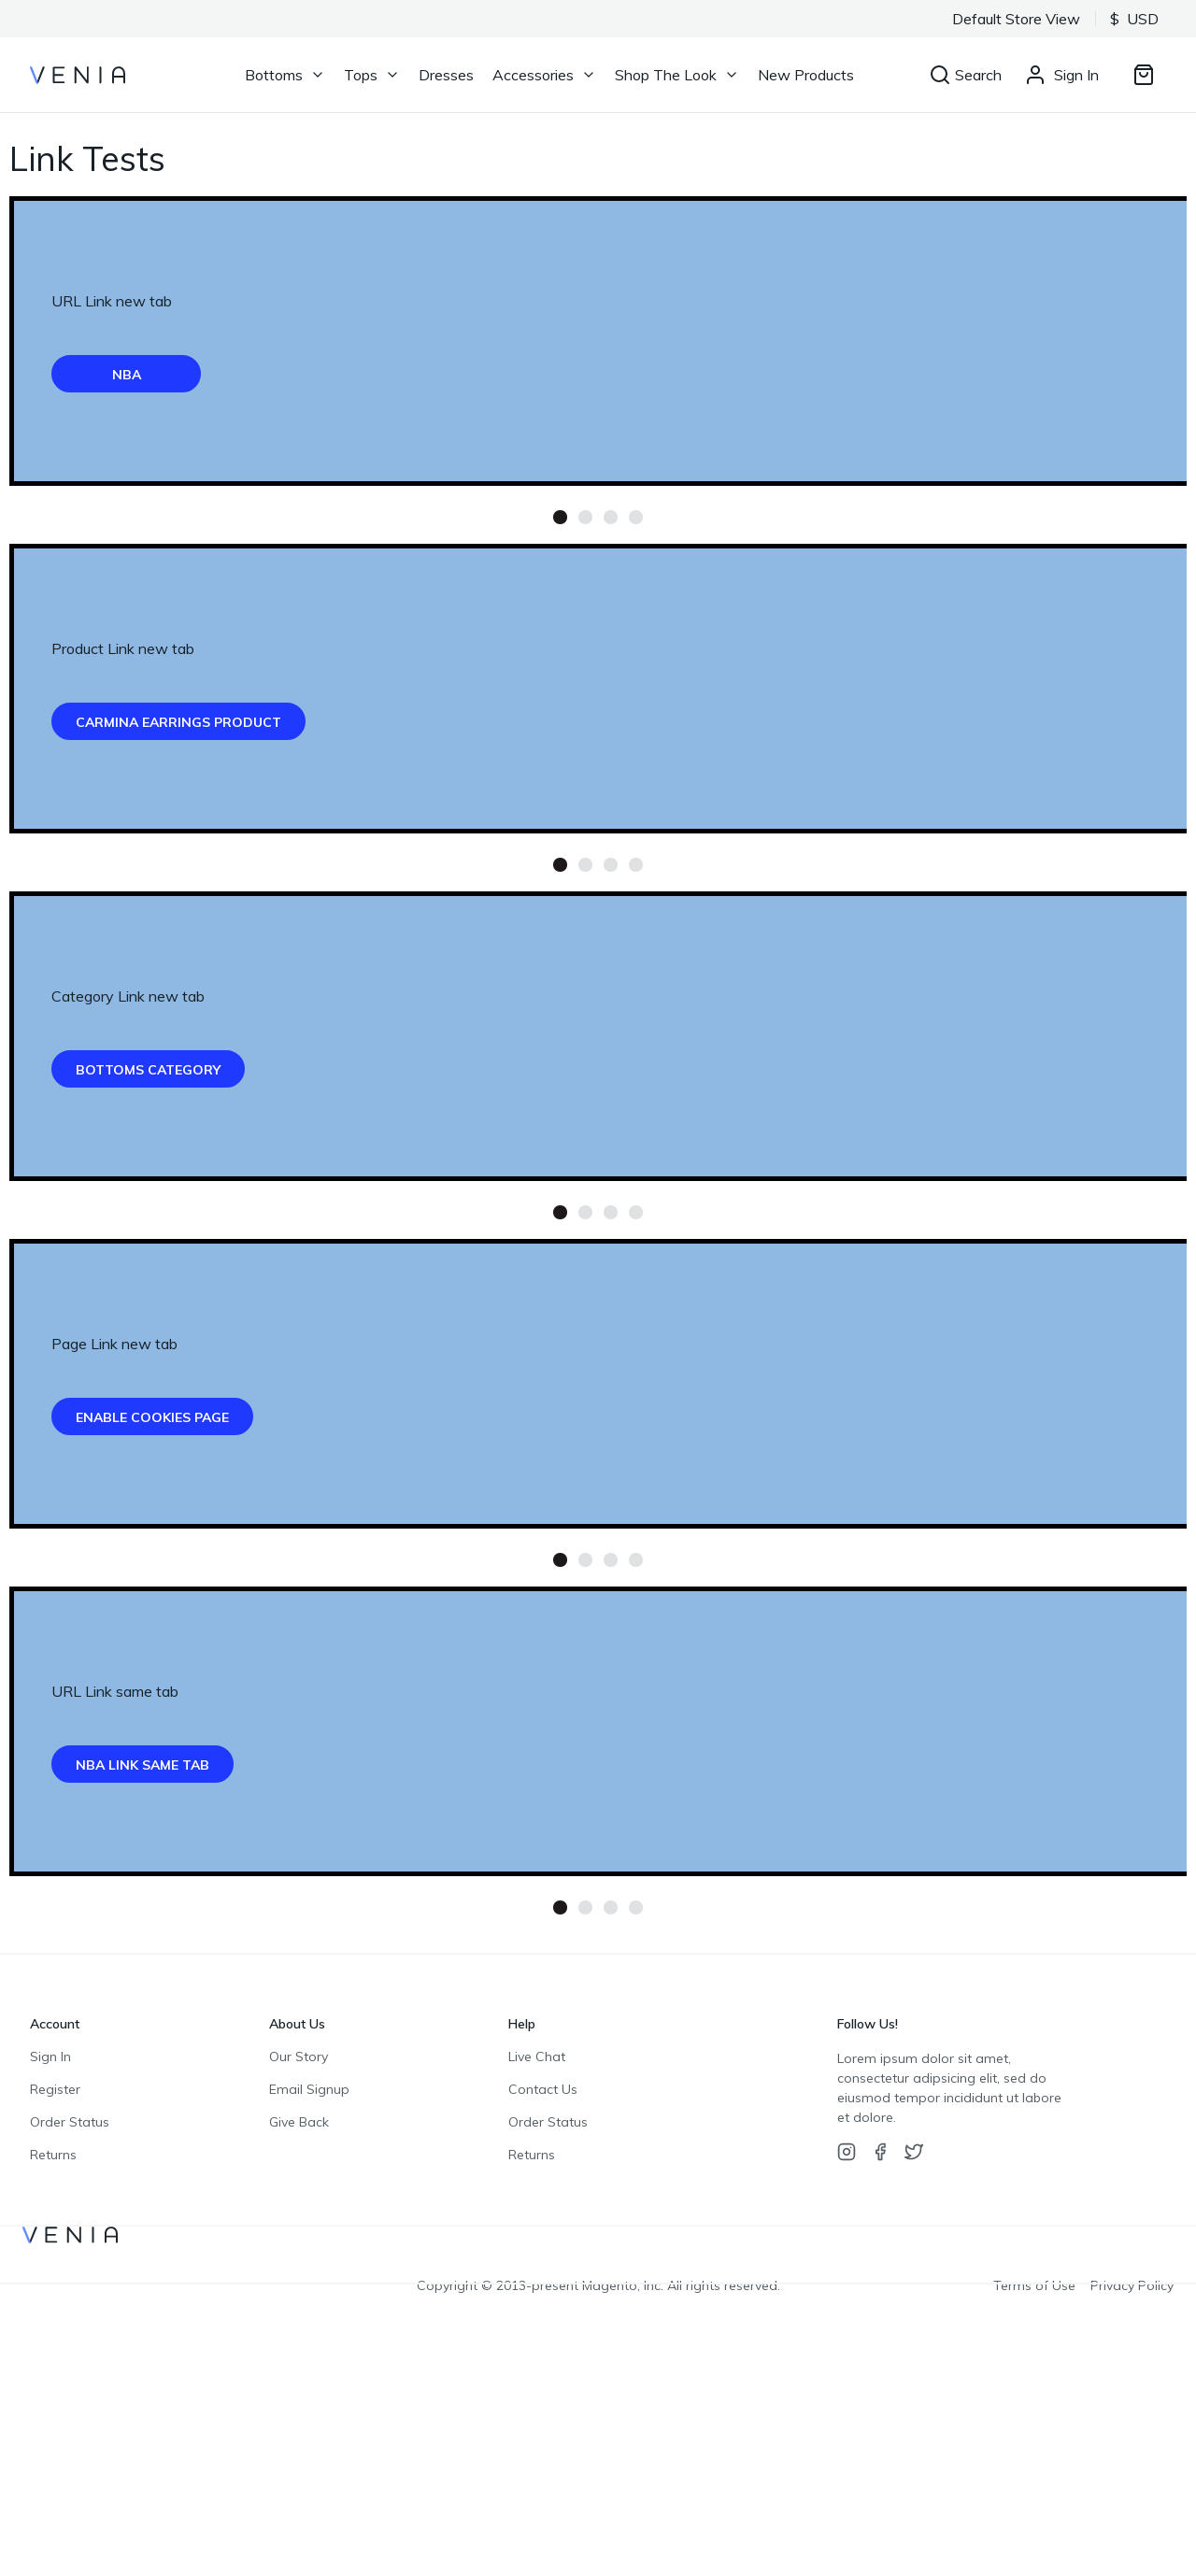 Default Store View $ USD
VENIA Bottoms Tops Dresses Accessories Shop The Look New Products Search Sign In
Link Tests
URL Link new tab
NBA
Product Link new tab
CARMINA EARRINGS PRODUCT
Category Link new tab
BOTTOMS CATEGORY
Page Link new tab
ENABLE COOKIES PAGE
URL Link same tab
NBA LINK SAME TAB
Account
Sign In
Register
Order Status
Returns
About Us
Our Story
Email Signup
Give Back
Help
Live Chat
Contact Us
Order Status
Returns
Follow Us!
Lorem ipsum dolor sit amet,
consectetur adipsicing elit, sed do
eiusmod tempor incididunt ut labore
et dolore.
VENIA
Copyright © 2013-present Magento, Inc. All rights reserved.
Terms of Use Privacy Policy